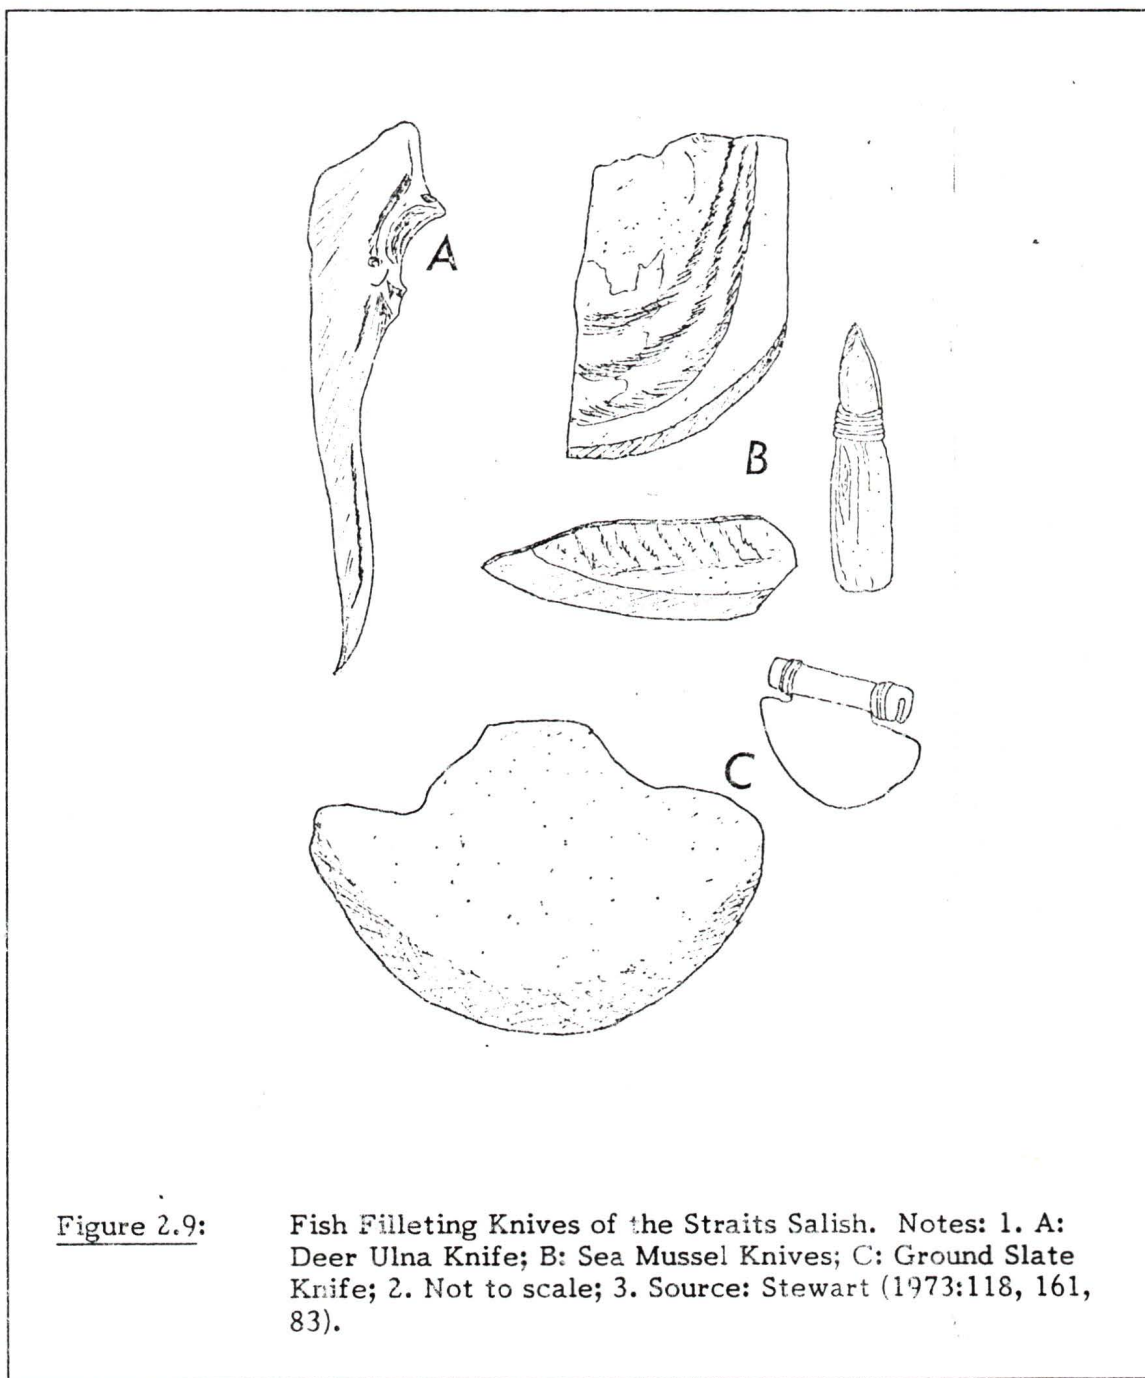 A
B
C
Figure 2.9: Fish Filleting Knives of the Straits Salish. Notes: 1. A:
Deer Ulna Knife; B: Sea Mussel Knives; C: Ground Slate
Knife; 2. Not to scale; 3. Source: Stewart (1973:118, 161,
83).